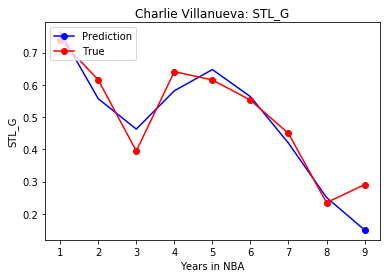 Charlie Villanueva: STL_G
Prediction
True
0.7
0.6
0.5
0.4
0.3
0.2
STL_G
1 2 3 4 5 6 7 8 9
Years in NBA